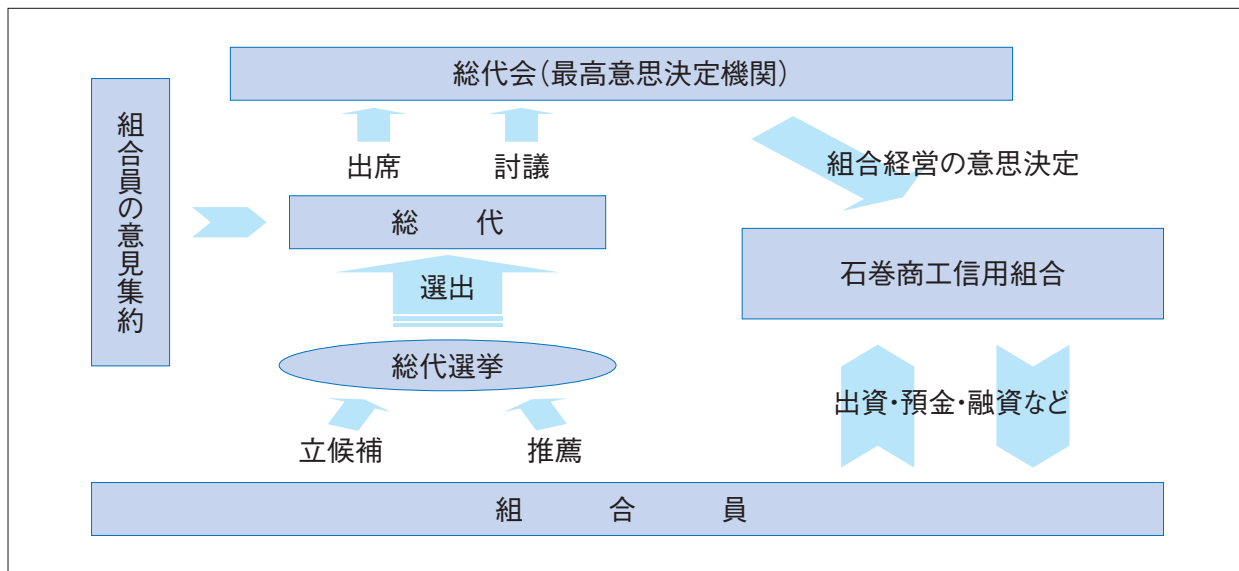 総代会（最高意思決定機関）
組合員の意見集約
出席
討議
組合経営の意思決定
総代
石巻商工信用組合
選出
総代選挙
出資・預金・融資など
立候補
推薦
組合員